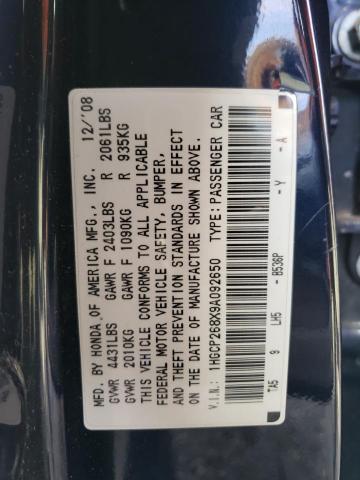 MFD. BY HONDA OF AMERICA MFG., INC. 12/'08
GVWR 4431LBS GAWR F 2403LBS R 2061LBS
GVWR 2010KG GAWR F 1090KG R 935KG
THIS VEHICLE CONFORMS TO ALL APPLICABLE
FEDERAL MOTOR VEHICLE SAFETY, BUMPER,
AND THEFT PREVENTION STANDARDS IN EFFECT
ON THE DATE OF MANUFACTURE SHOWN ABOVE.
V.I.N.: 1HGCP268X9A092650 TYPE: PASSENGER CAR
TA5 9 LH5 - B536P - Y - A